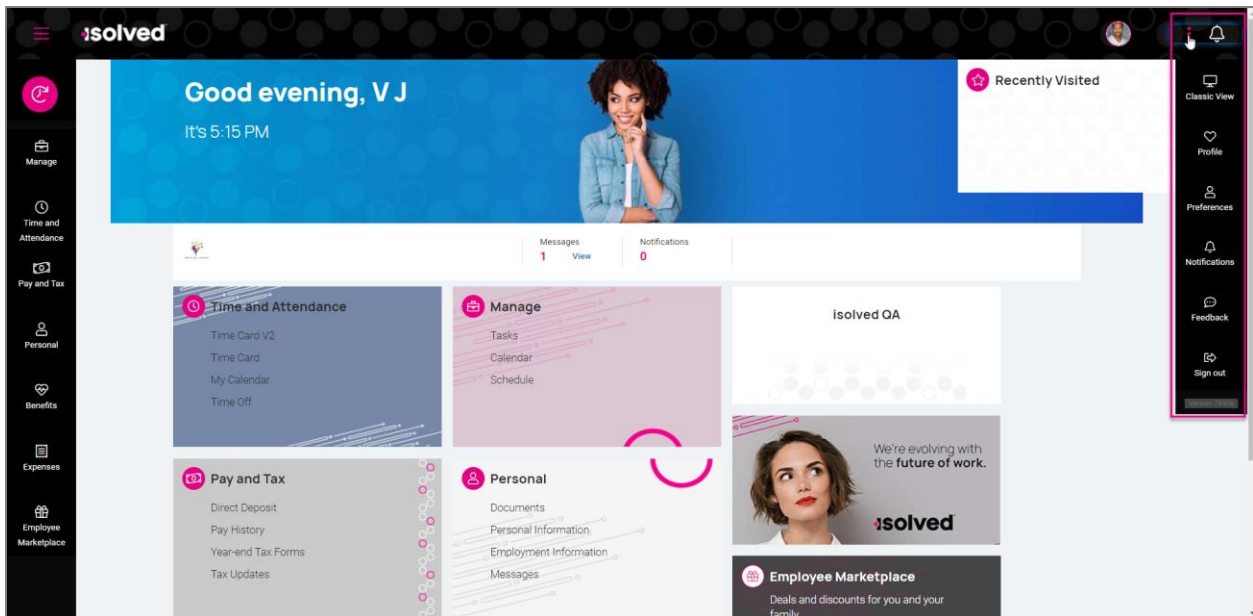 isolved
Good evening, V J
It's 5:15 PM
Recently Visited
Classic View
Profile
Preferences
Notifications
Feedback
Sign out
Manage
Time and
Attendance
Pay and Tax
Personal
Benefits
Expenses
Employee
Marketplace
Messages
1 View
Notifications
0
Time and Attendance
Time Card V2
Time Card
My Calendar
Time Off
Manage
Tasks
Calendar
Schedule
isolved QA
We're evolving with
the future of work.
isolved
Pay and Tax
Direct Deposit
Pay History
Year-end Tax Forms
Tax Updates
Personal
Documents
Personal Information
Employment Information
Messages
Employee Marketplace
Deals and discounts for you and your
family